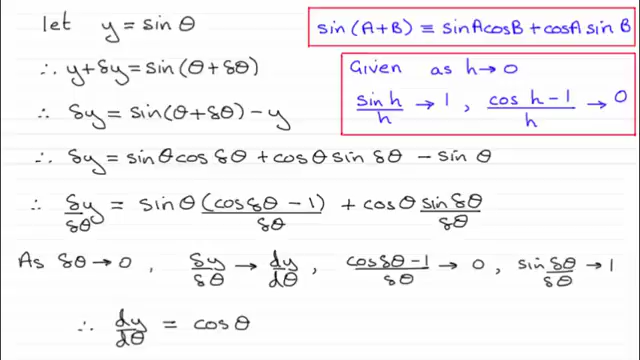 let y = sin θ
sin (A+B) ≡ sinA cosB + cosA sin B
∴ y + δy = sin (θ + δθ)
Given as h → 0
sin h / h → 1 , cos h − 1 / h → 0
∴ δy = sin(θ + δθ) − y
∴ δy = sin θ cos δθ + cos θ sin δθ − sin θ
∴ δy/δθ = sin θ (cos δθ − 1)/δθ + cos θ sin δθ/δθ
As δθ → 0 , δy/δθ → dy/dθ , cos δθ − 1/δθ → 0 , sin δθ/δθ → 1
∴ dy/dθ = cos θ